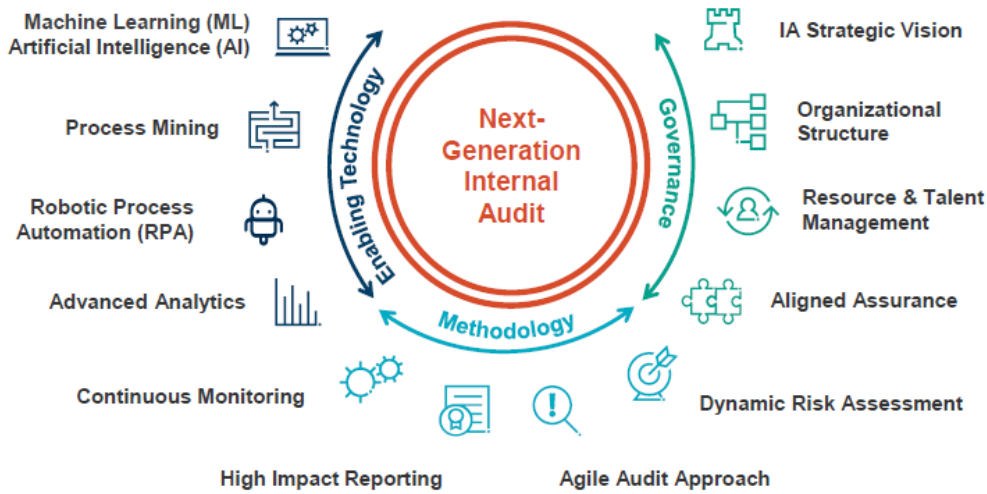 Machine Learning (ML)
Artificial Intelligence (AI)
Process Mining
Robotic Process
Automation (RPA)
Advanced Analytics
Continuous Monitoring
High Impact Reporting
Agile Audit Approach
Dynamic Risk Assessment
Aligned Assurance
Resource & Talent
Management
Organizational
Structure
IA Strategic Vision
Enabling Technology
Methodology
Governance
Next-
Generation
Internal
Audit